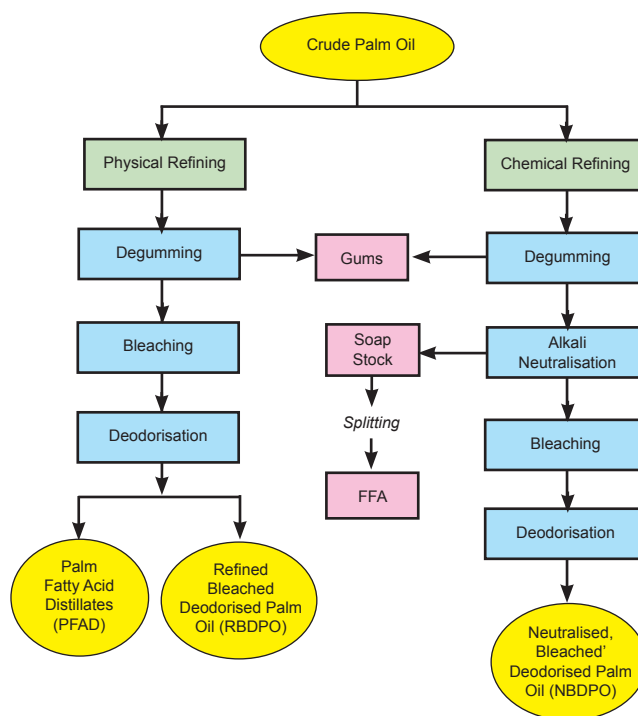 Crude Palm Oil
Physical Refining
Chemical Refining
Degumming
Gums
Degumming
Bleaching
Soap
Stock
Alkali
Neutralisation
Splitting
Deodorisation
Bleaching
FFA
Deodorisation
Palm
Fatty Acid
Distillates
(PFAD)
Refined
Bleached
Deodorised Palm
Oil (RBDPO)
Neutralised,
Bleached’
Deodorised Palm
Oil (NBDPO)